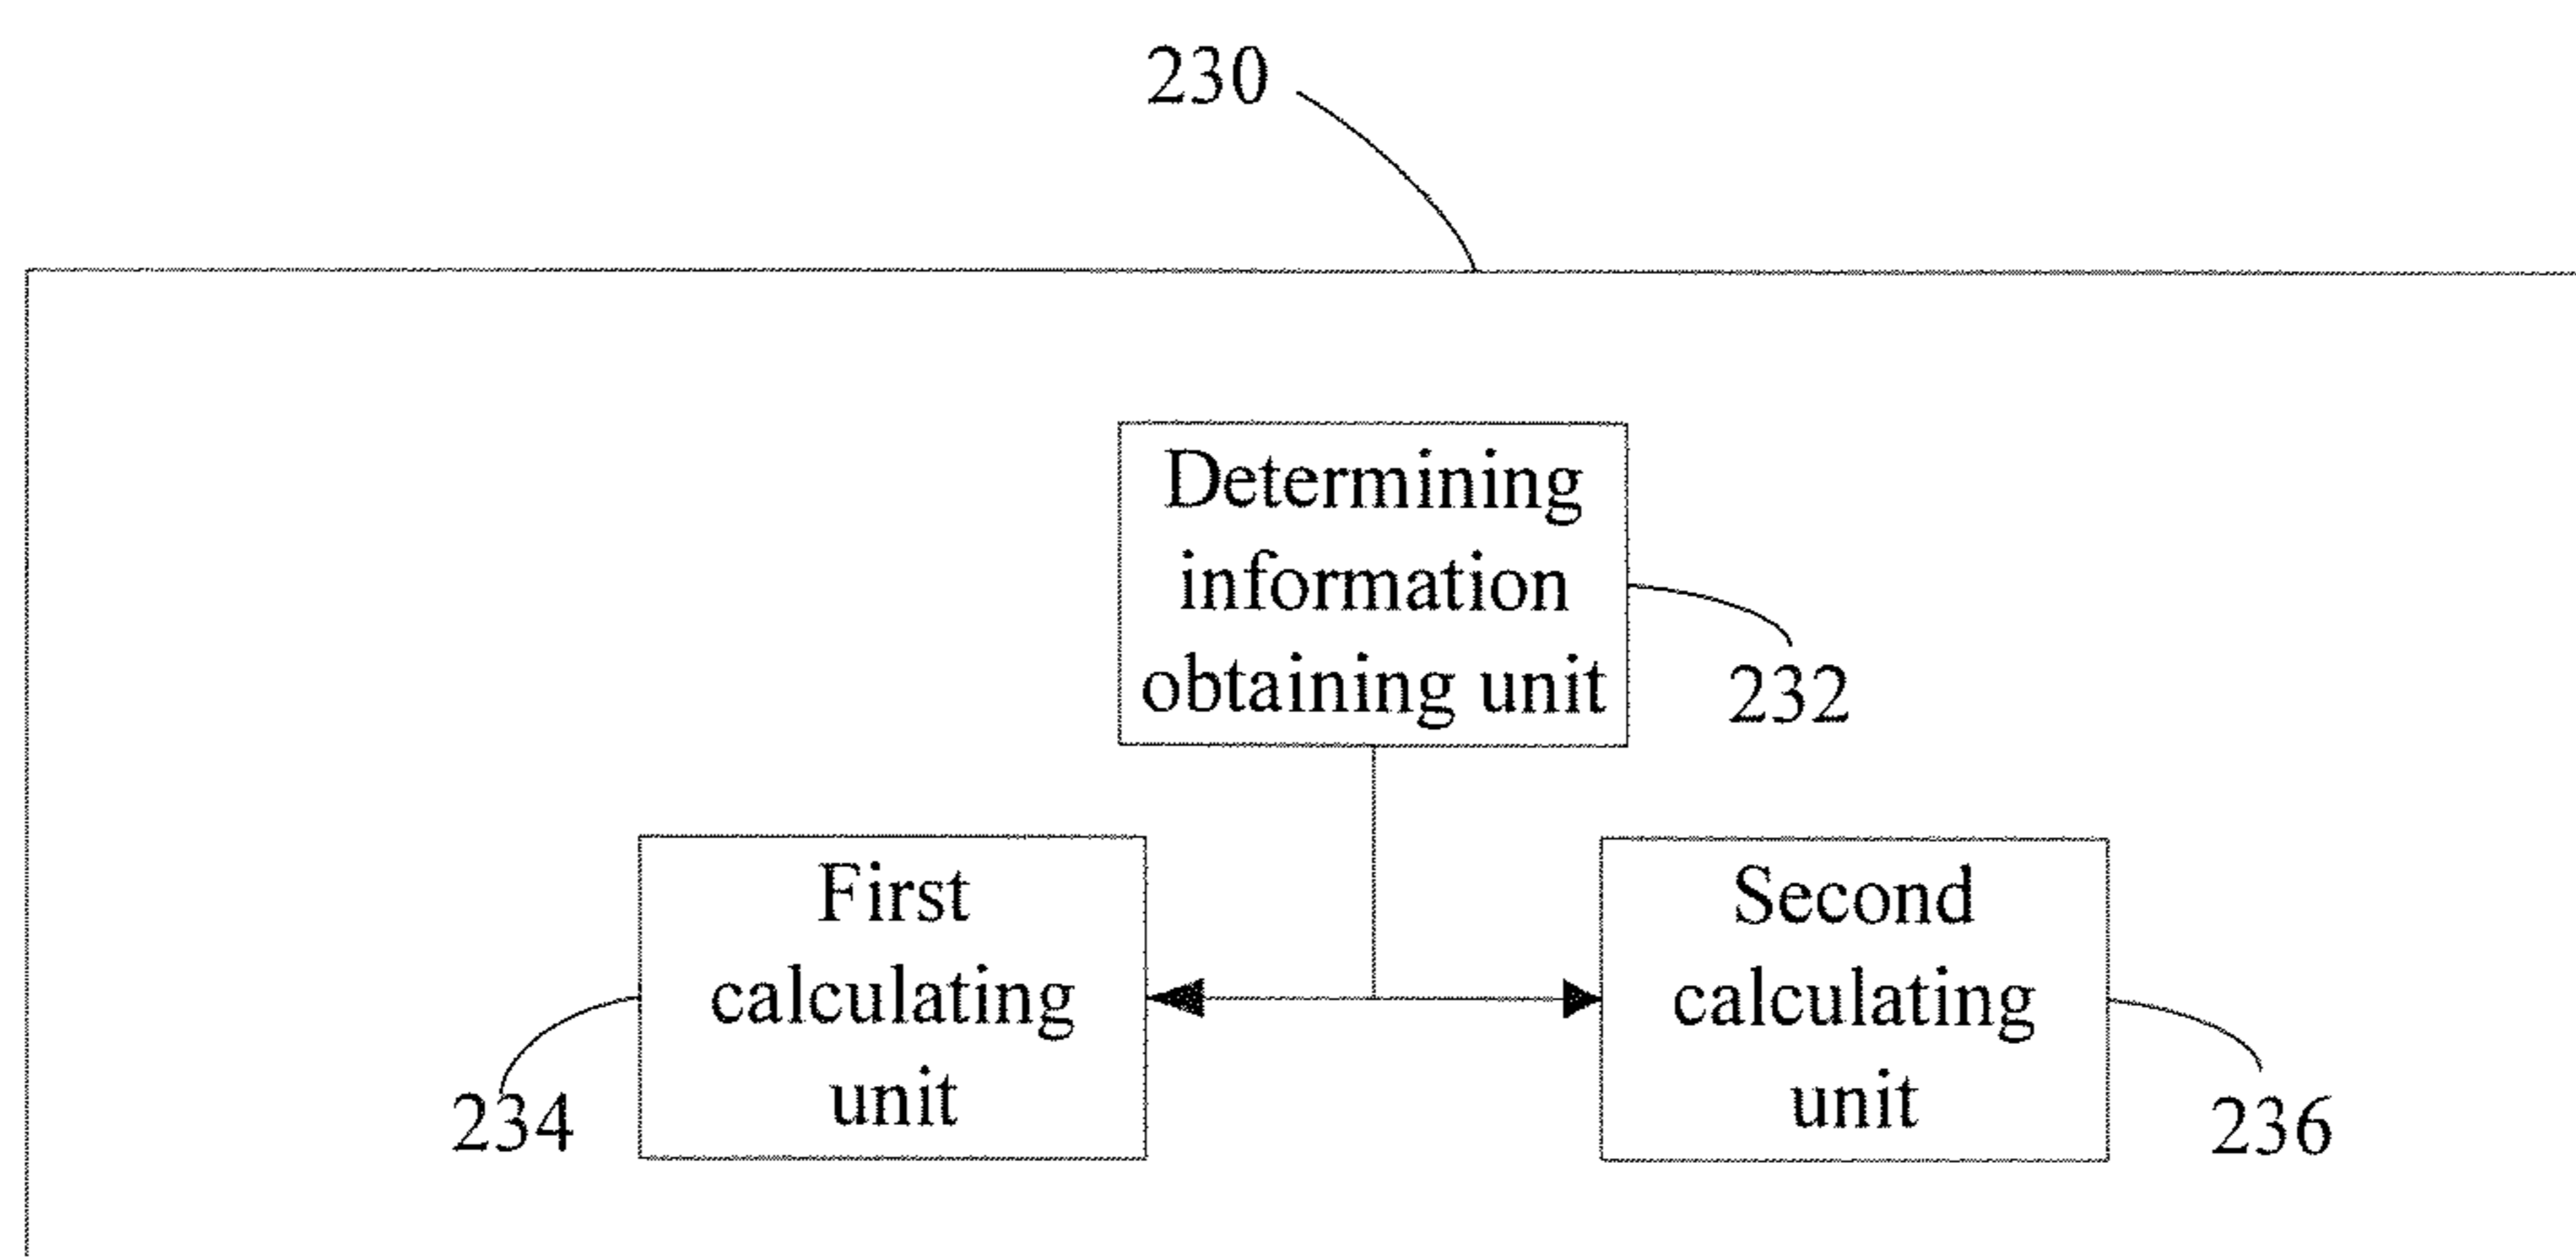 230
Determining
information
obtaining unit
232
First
calculating
unit
234
Second
calculating
unit
236